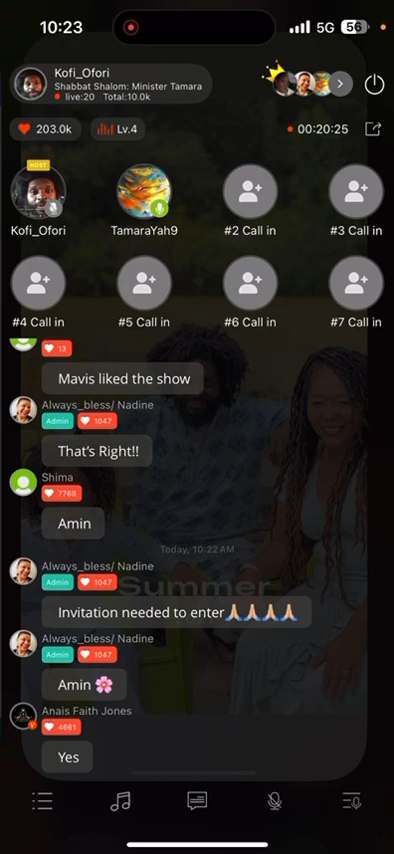 10:23
5G 56
Kofi_Ofori
Shabbat Shalom: Minister Tamara
live:20 Total:10.0k
203.0k
Lv.4
00:20:25
HOST
Kofi_Ofori
TamaraYah9
#2 Call in
#3 Call in
#4 Call in
#5 Call in
#6 Call in
#7 Call in
13
Mavis liked the show
Always_bless/ Nadine
Admin 1047
That's Right!!
Shima
7769
Amin
Today, 10:22 AM
Always_bless/ Nadine
Admin 1047
Summer
Invitation needed to enter🙏🏼🙏🏼🙏🏼🙏🏼
Always_bless/ Nadine
Admin 1047
Amin 🌸
Anais Faith Jones
4661
Yes